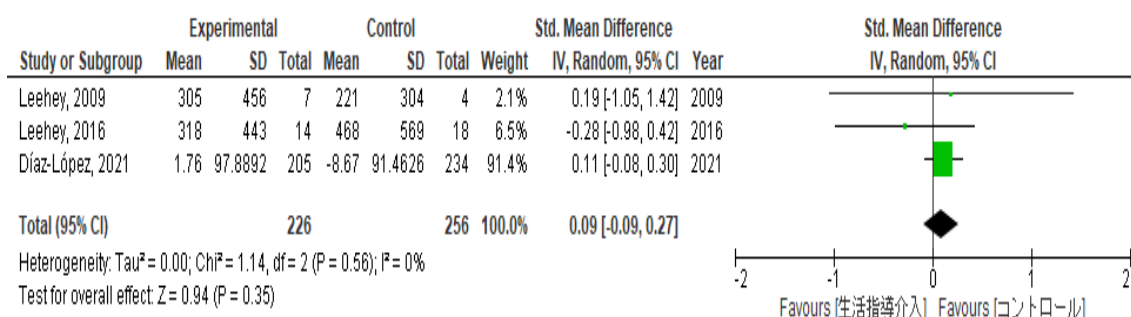 Experimental Control Std. Mean Difference Std. Mean Difference
Study or Subgroup Mean SD Total Mean SD Total Weight IV, Random, 95% CI Year IV, Random, 95% CI
Leehey, 2009 305 456 7 221 304 4 2.1% 0.19 [-1.05, 1.42] 2009
Leehey, 2016 318 443 14 468 569 18 6.5% -0.28 [-0.98, 0.42] 2016
Díaz-López, 2021 1.76 97.8892 205 -8.67 91.4626 234 91.4% 0.11 [-0.08, 0.30] 2021
Total (95% CI) 226 256 100.0% 0.09 [-0.09, 0.27]
Heterogeneity: Tau² = 0.00; Chi² = 1.14, df = 2 (P = 0.56); I² = 0%
Test for overall effect: Z = 0.94 (P = 0.35)
-2 -1 0 1 2
Favours [生活指導介入] Favours [コントロール]